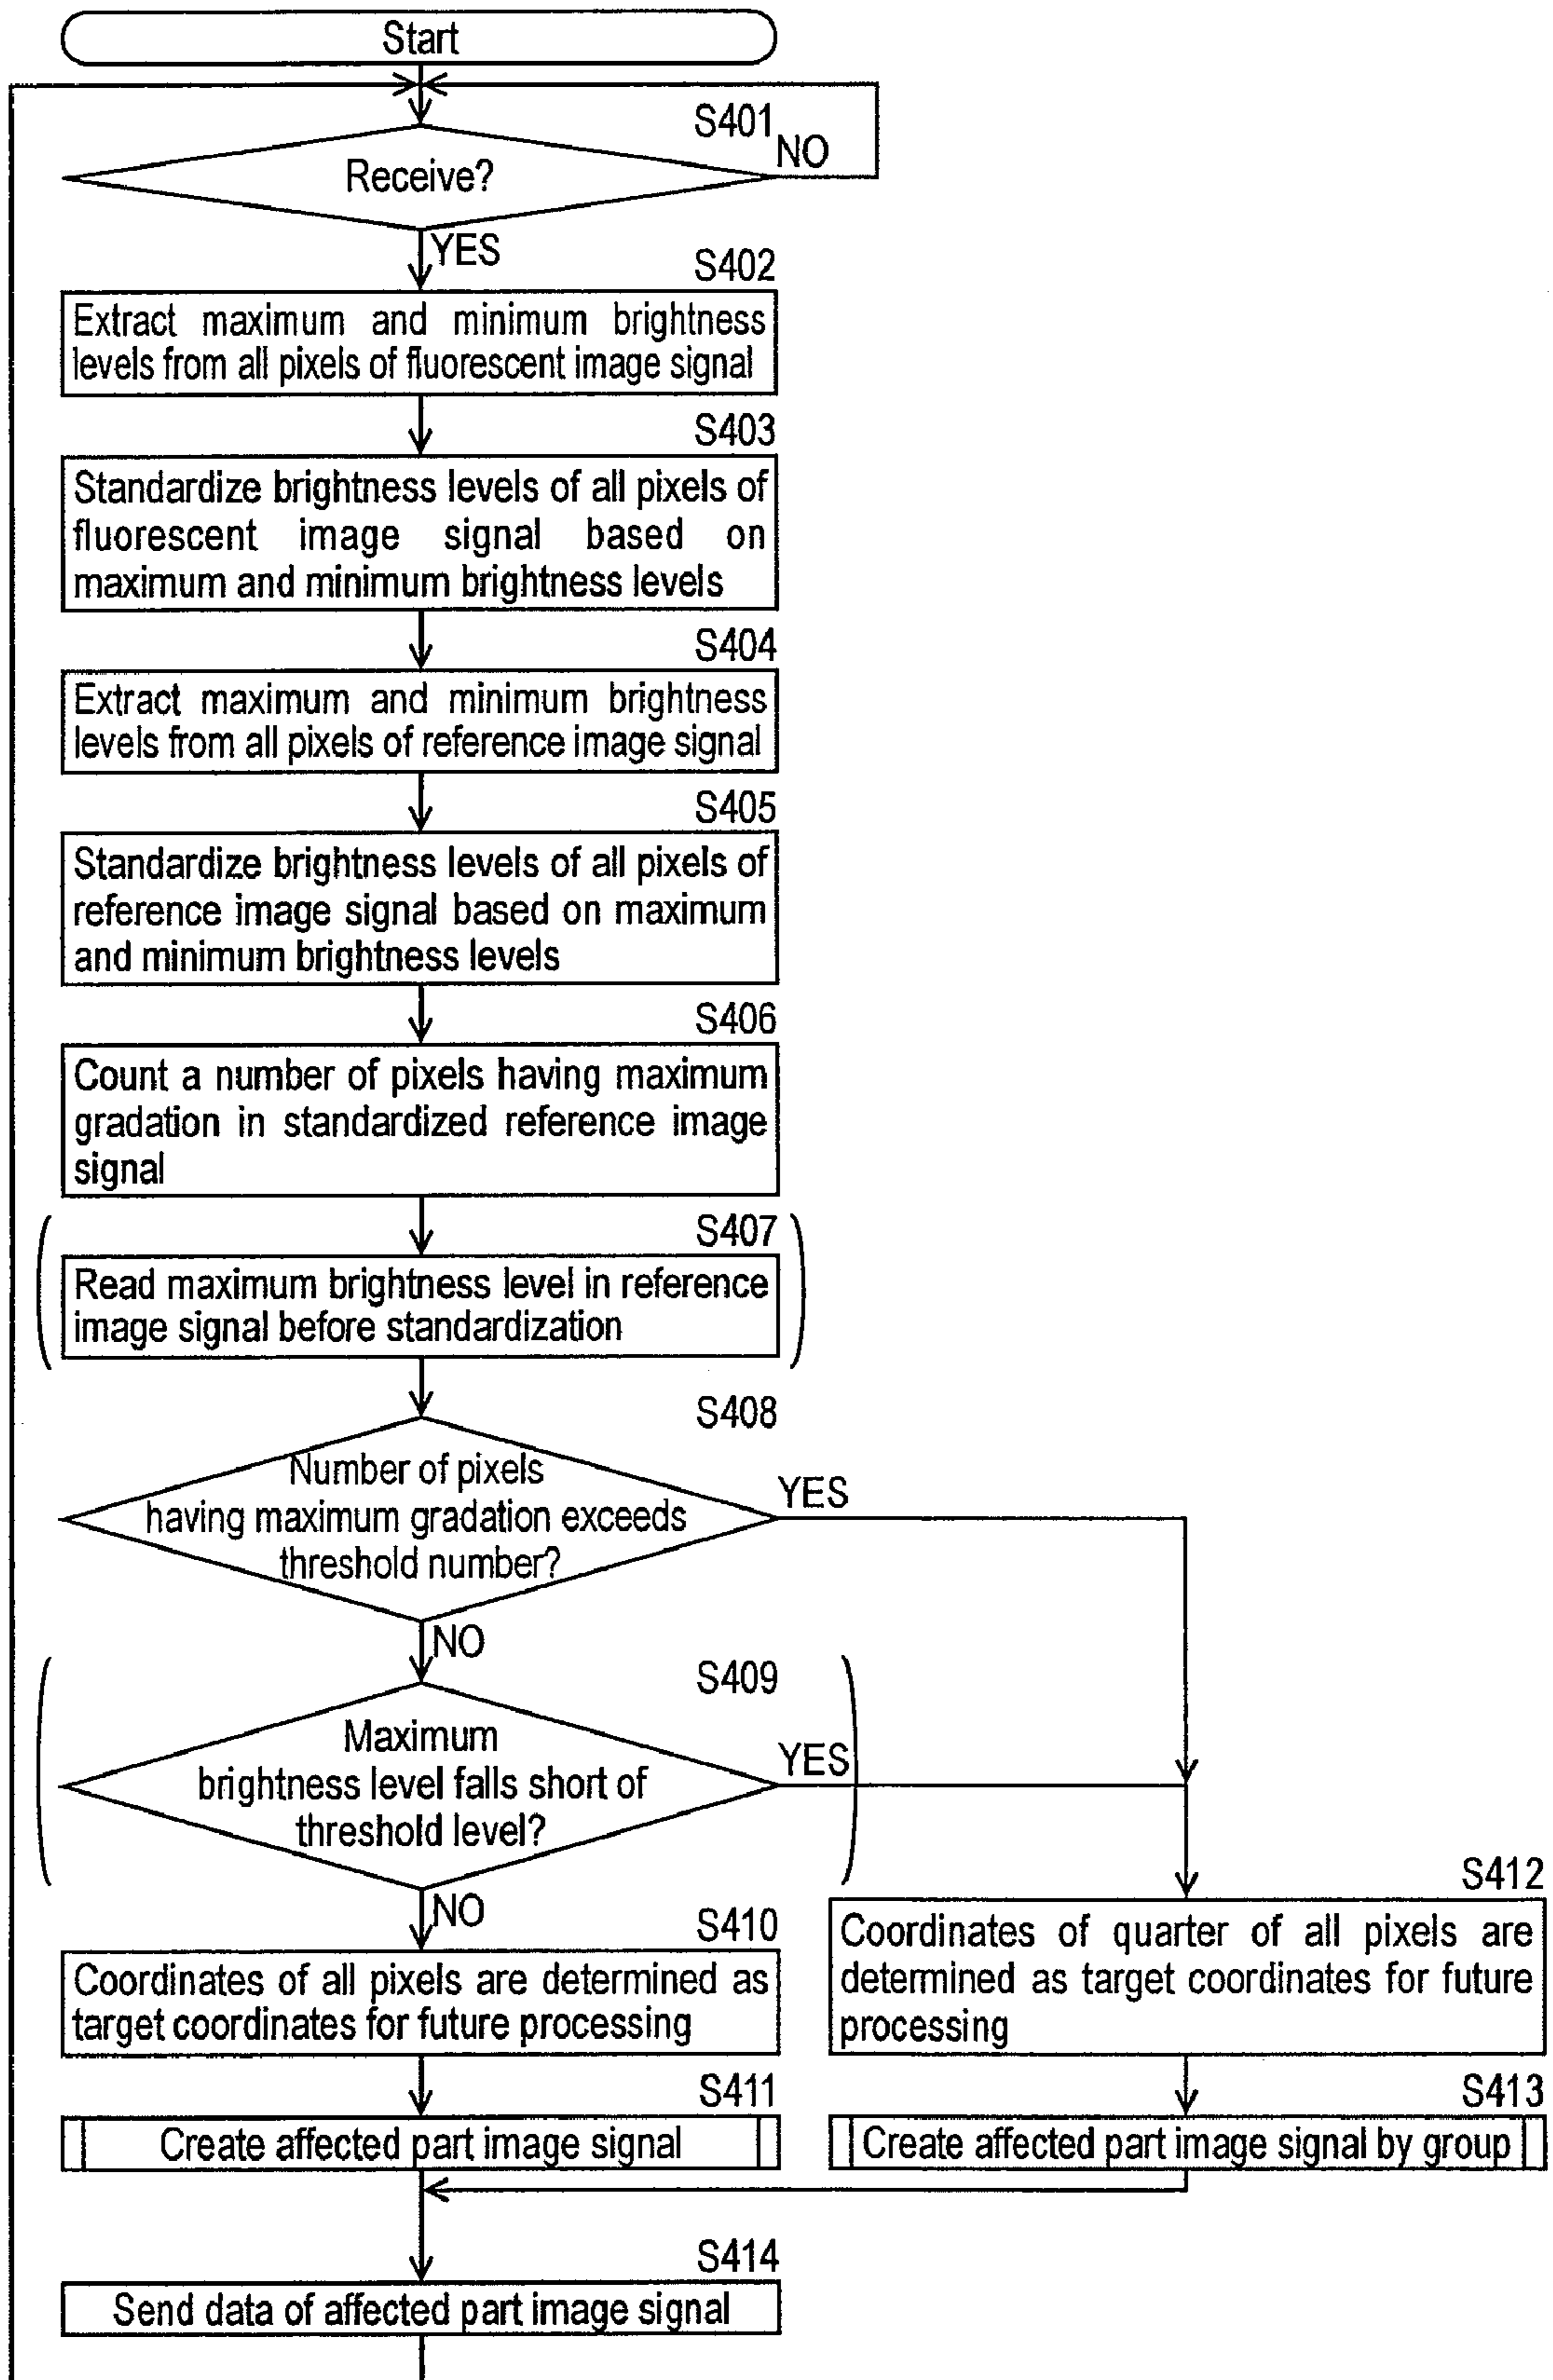 Start
S401
NO
Receive?
YES
S402
Extract maximum and minimum brightness
levels from all pixels of fluorescent image signal
S403
Standardize brightness levels of all pixels of
fluorescent image signal based on
maximum and minimum brightness levels
S404
Extract maximum and minimum brightness
levels from all pixels of reference image signal
S405
Standardize brightness levels of all pixels of
reference image signal based on maximum
and minimum brightness levels
S406
Count a number of pixels having maximum
gradation in standardized reference image
signal
S407
Read maximum brightness level in reference
image signal before standardization
S408
Number of pixels
having maximum gradation exceeds
threshold number?
YES
NO
S409
Maximum
brightness level falls short of
threshold level?
YES
NO
S410
Coordinates of all pixels are determined as
target coordinates for future processing
S412
Coordinates of quarter of all pixels are
determined as target coordinates for future
processing
S411
Create affected part image signal
S413
Create affected part image signal by group
S414
Send data of affected part image signal